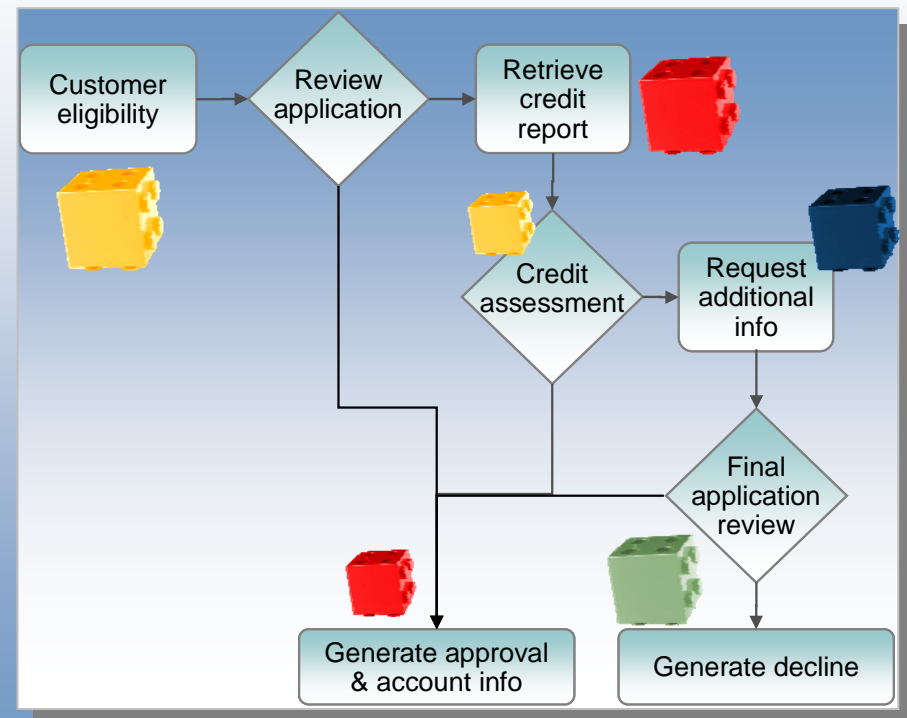 Customer
eligibility
Review
application
Retrieve
credit
report
Credit
assessment
Request
additional
info
Final
application
review
Generate approval
& account info
Generate decline